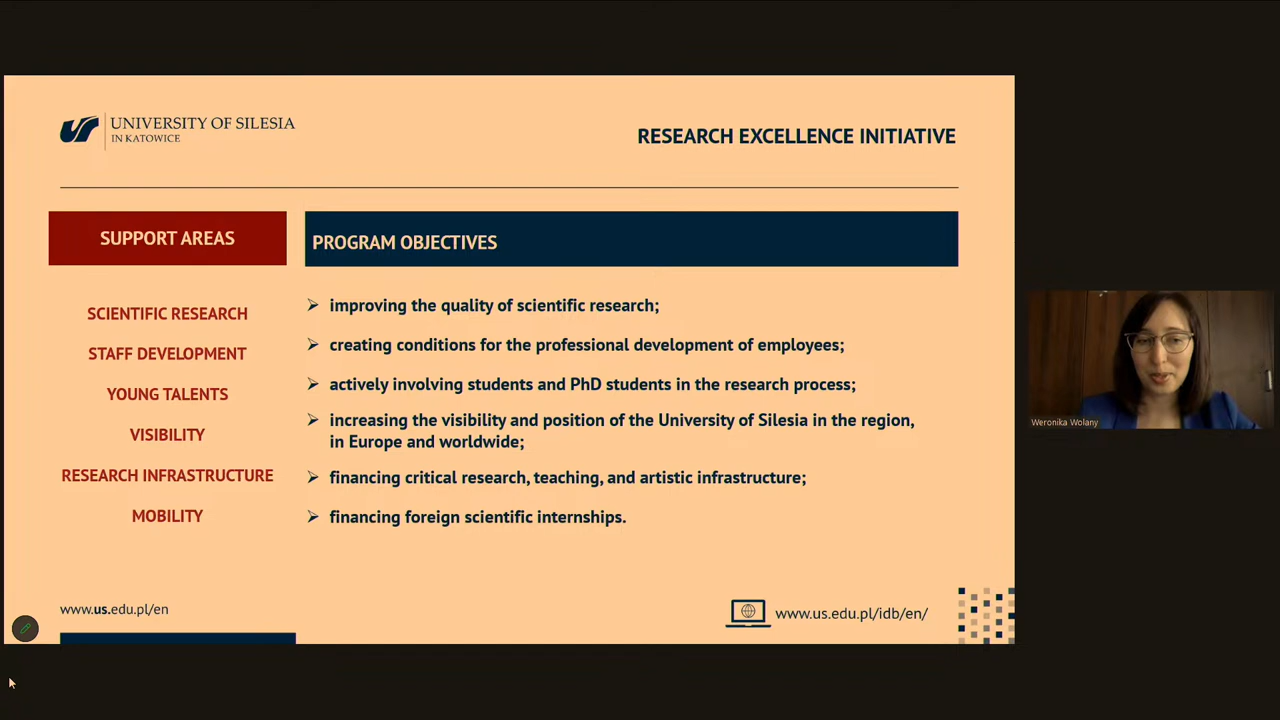 UNIVERSITY OF SILESIA
IN KATOWICE
RESEARCH EXCELLENCE INITIATIVE
SUPPORT AREAS
SCIENTIFIC RESEARCH
STAFF DEVELOPMENT
YOUNG TALENTS
VISIBILITY
RESEARCH INFRASTRUCTURE
MOBILITY
PROGRAM OBJECTIVES
improving the quality of scientific research;
creating conditions for the professional development of employees;
actively involving students and PhD students in the research process;
increasing the visibility and position of the University of Silesia in the region,
in Europe and worldwide;
financing critical research, teaching, and artistic infrastructure;
financing foreign scientific internships.
www.us.edu.pl/en
www.us.edu.pl/idb/en/
Weronika Wolany